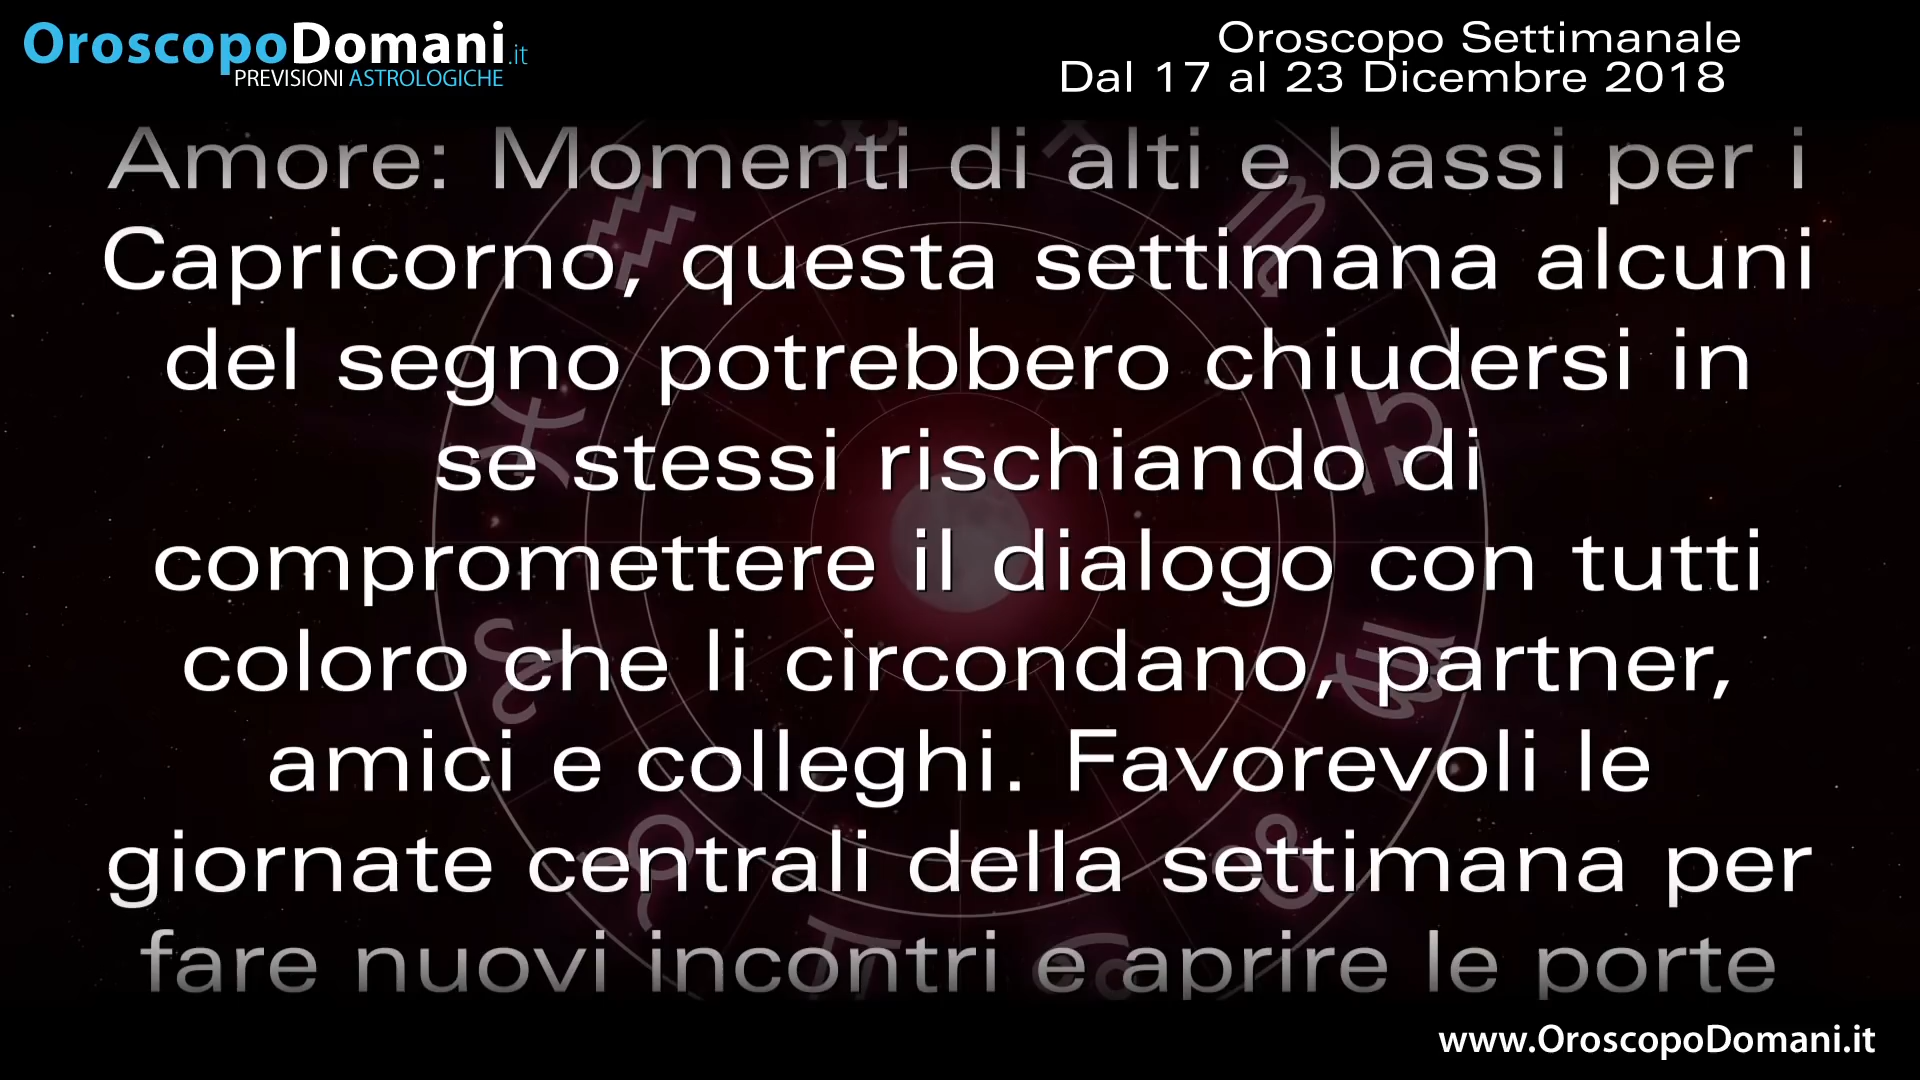 OroscopoDomani.it
PREVISIONI ASTROLOGICHE
Oroscopo Settimanale
Dal 17 al 23 Dicembre 2018
Amore: Momenti di alti e bassi per i
Capricorno, questa settimana alcuni
del segno potrebbero chiudersi in
se stessi rischiando di
compromettere il dialogo con tutti
coloro che li circondano, partner,
amici e colleghi. Favorevoli le
giornate centrali della settimana per
fare nuovi incontri e aprire le porte
www.OroscopoDomani.it